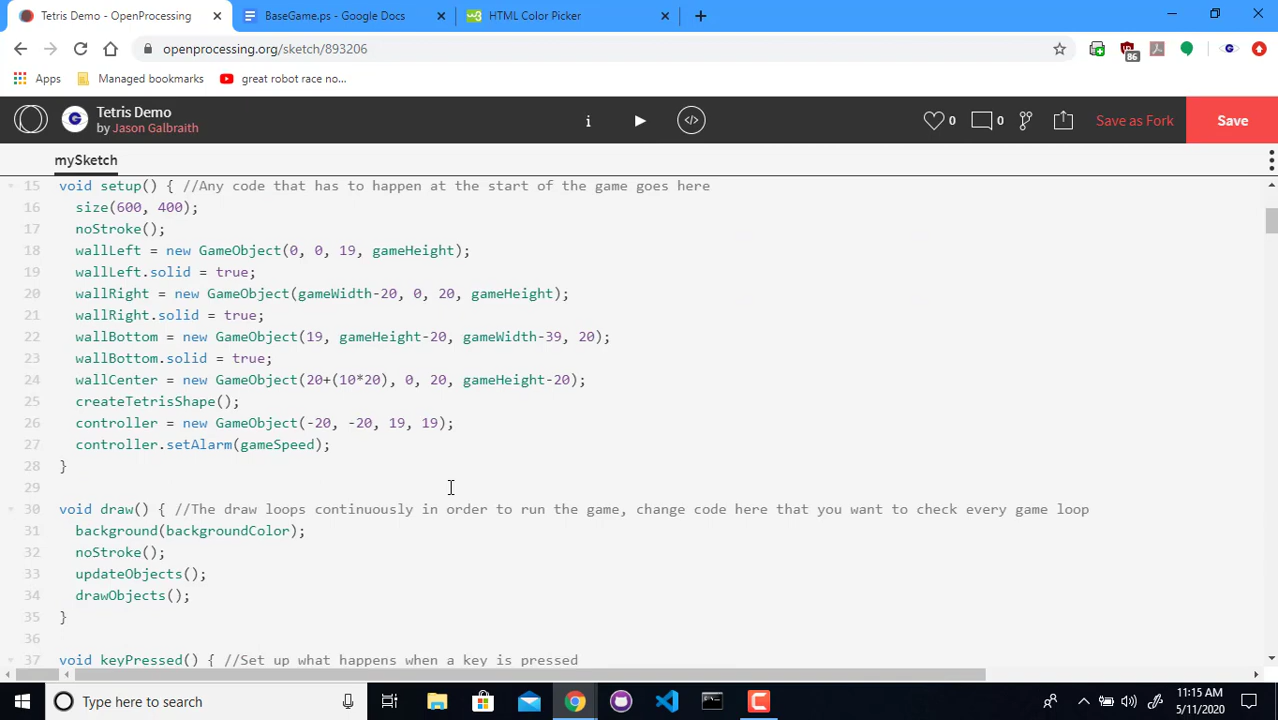 Tetris Demo - OpenProcessing
BaseGame.ps - Google Docs
HTML Color Picker
openprocessing.org/sketch/893206
86
Apps
Managed bookmarks
great robot race no...
Tetris Demo
by Jason Galbraith
i
</>
0
0
Save as Fork
Save
mySketch
15 void setup() { //Any code that has to happen at the start of the game goes here
16 size(600, 400);
17 noStroke();
18 wallLeft = new GameObject(0, 0, 19, gameHeight);
19 wallLeft.solid = true;
20 wallRight = new GameObject(gameWidth-20, 0, 20, gameHeight);
21 wallRight.solid = true;
22 wallBottom = new GameObject(19, gameHeight-20, gameWidth-39, 20);
23 wallBottom.solid = true;
24 wallCenter = new GameObject(20+(10*20), 0, 20, gameHeight-20);
25 createTetrisShape();
26 controller = new GameObject(-20, -20, 19, 19);
27 controller.setAlarm(gameSpeed);
28 }
29
30 void draw() { //The draw loops continuously in order to run the game, change code here that you want to check every game loop
31 background(backgroundColor);
32 noStroke();
33 updateObjects();
34 drawObjects();
35 }
36
37 void keyPressed() { //Set up what happens when a key is pressed
Type here to search
11:15 AM
5/11/2020